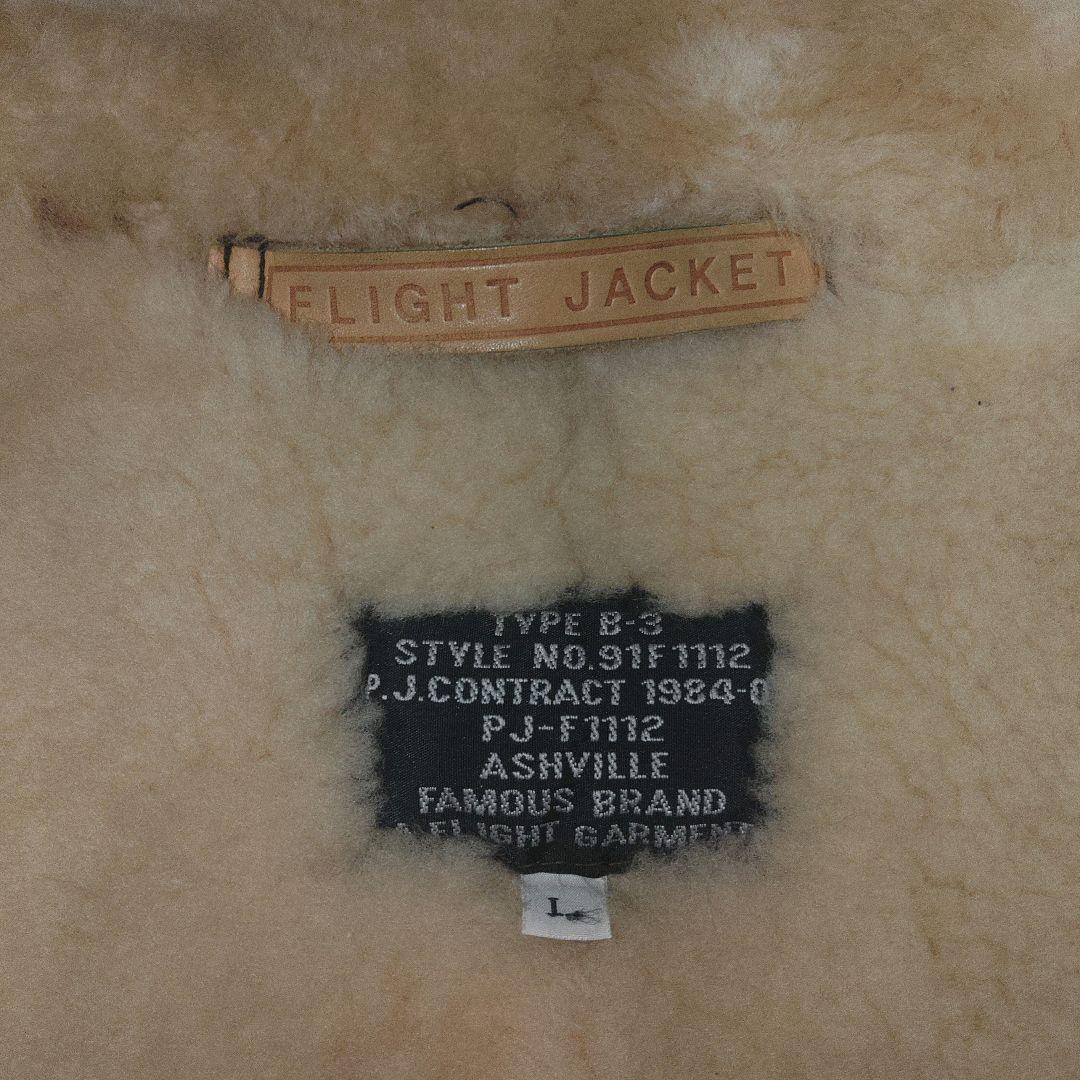 FLIGHT JACKET
TYPE B-3
STYLE NO.91F1112
P.J.CONTRACT 1984-0
PJ-F1112
ASHVILLE
FAMOUS BRAND
A FLIGHT GARMENT
L